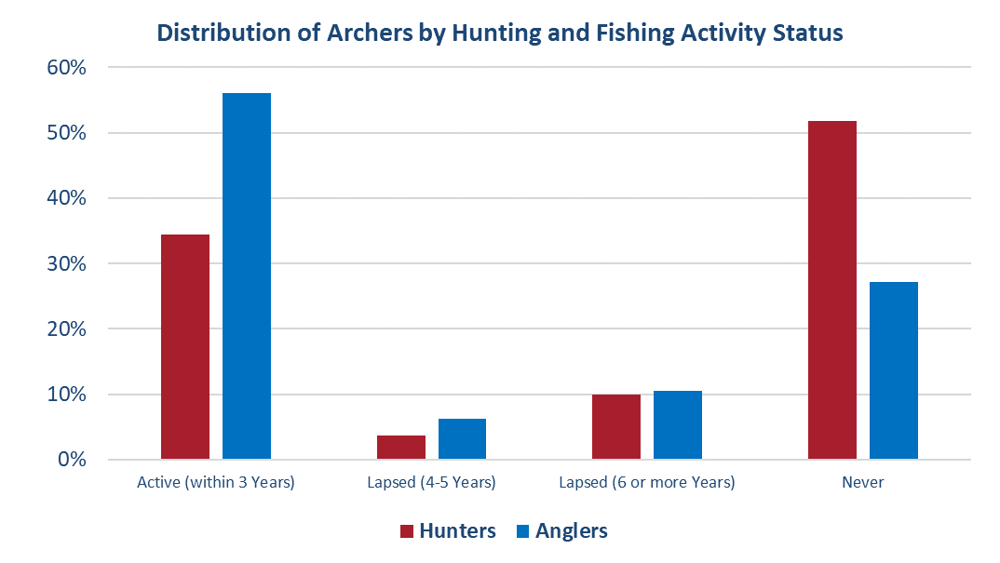 Distribution of Archers by Hunting and Fishing Activity Status
60%
50%
40%
30%
20%
10%
0%
Active (within 3 Years)
Lapsed (4-5 Years)
Lapsed (6 or more Years)
Never
Hunters
Anglers